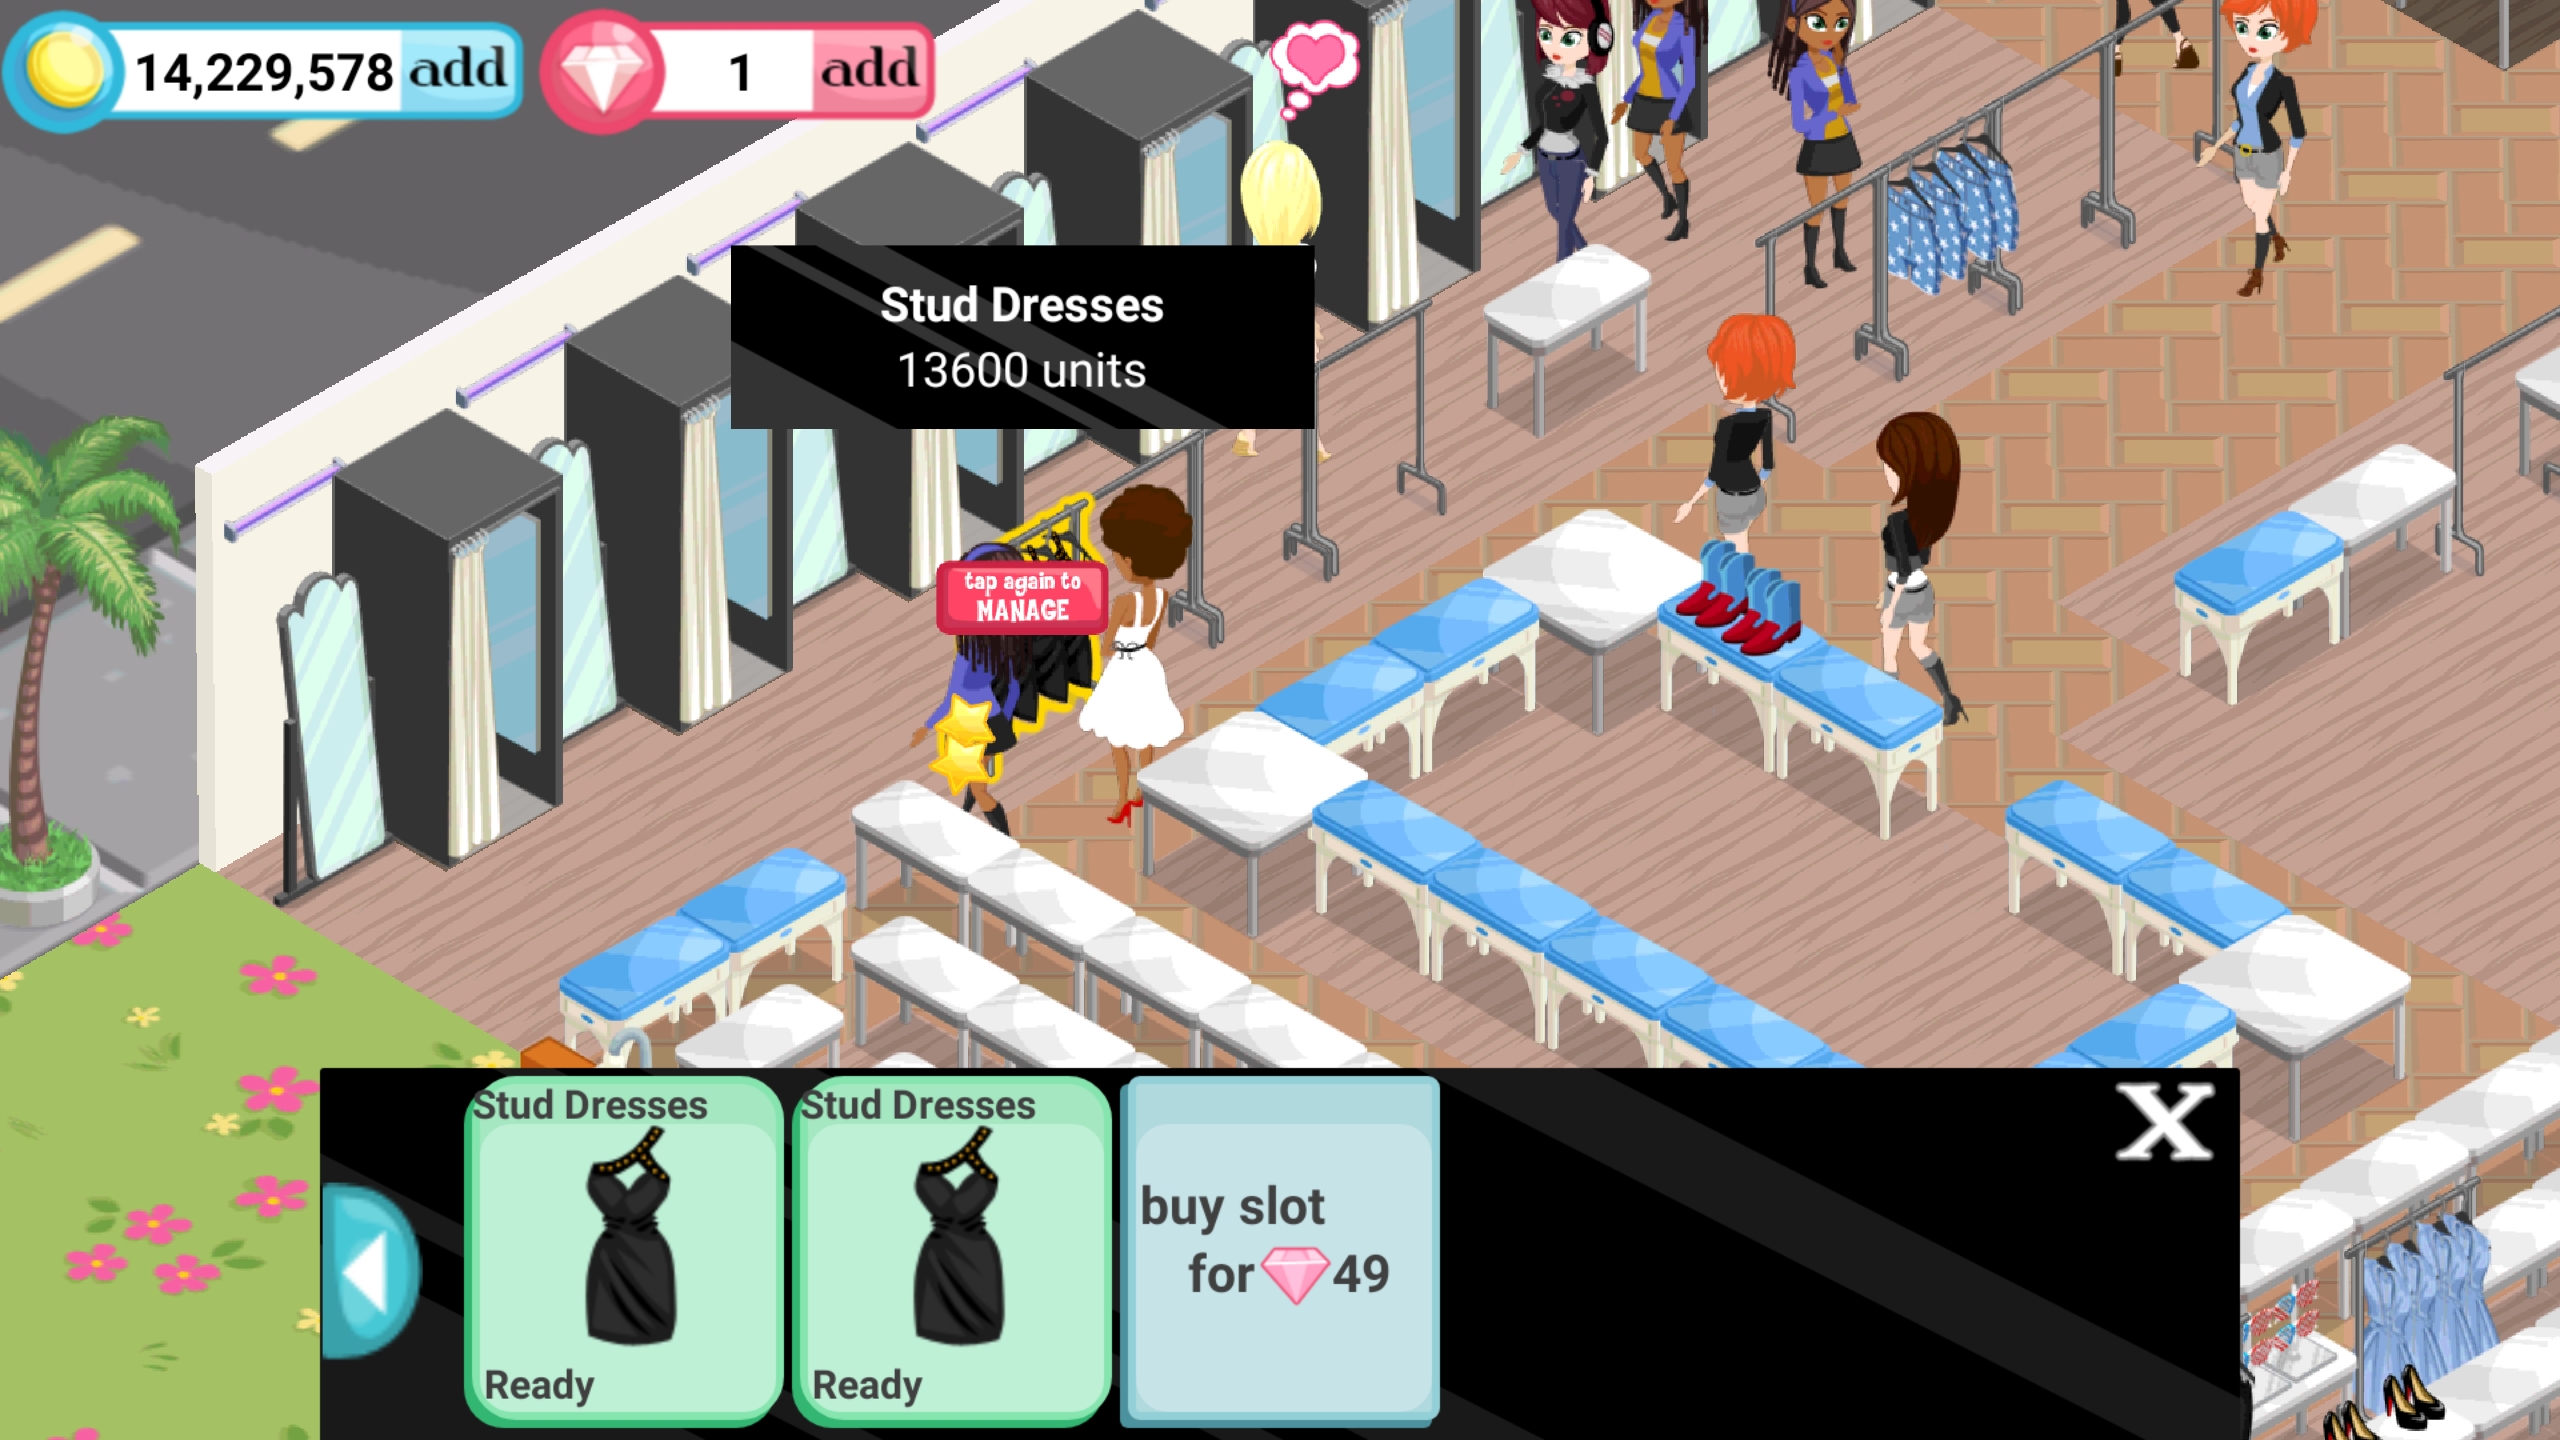 14,229,578 add
1 add
Stud Dresses
13600 units
tap again to
MANAGE
Stud Dresses
Ready
Stud Dresses
Ready
buy slot
for 49
X